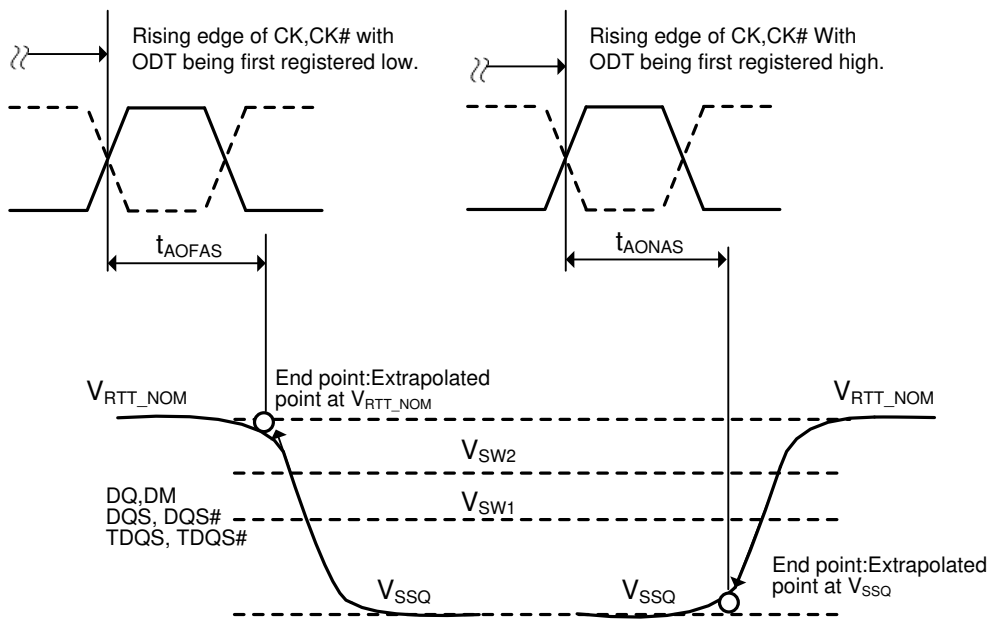 Rising edge of CK,CK# with
ODT being first registered low.
Rising edge of CK,CK# With
ODT being first registered high.
tAOFAS
tAONAS
End point:Extrapolated
point at VRTT_NOM
VRTT_NOM
VRTT_NOM
VSW2
VSW1
DQ,DM
DQS, DQS#
TDQS, TDQS#
VSSQ
VSSQ
End point:Extrapolated
point at VSSQ